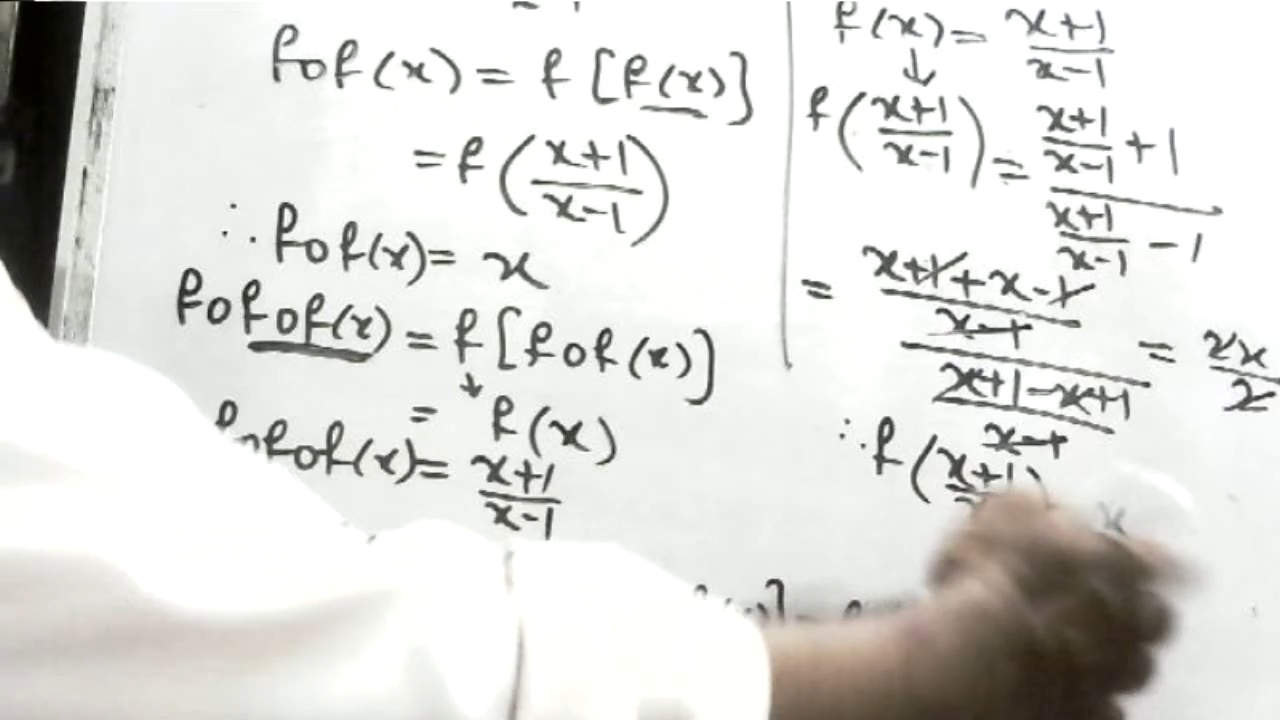 fof(x) = f[f(x)]
= f((x+1)/(x-1))
∴ fof(x) = x
fofof(x) = f[fof(x)]
= f(x)
fofof(x) = (x+1)/(x-1)
f(x) = (x+1)/(x-1)
↓
f((x+1)/(x-1)) = ((x+1)/(x-1) + 1)/((x+1)/(x-1) - 1)
= ((x+1+x-1)/(x-1))/((x+1-x+1)/(x-1)) = 2x/2
∴ f((x+1)
x